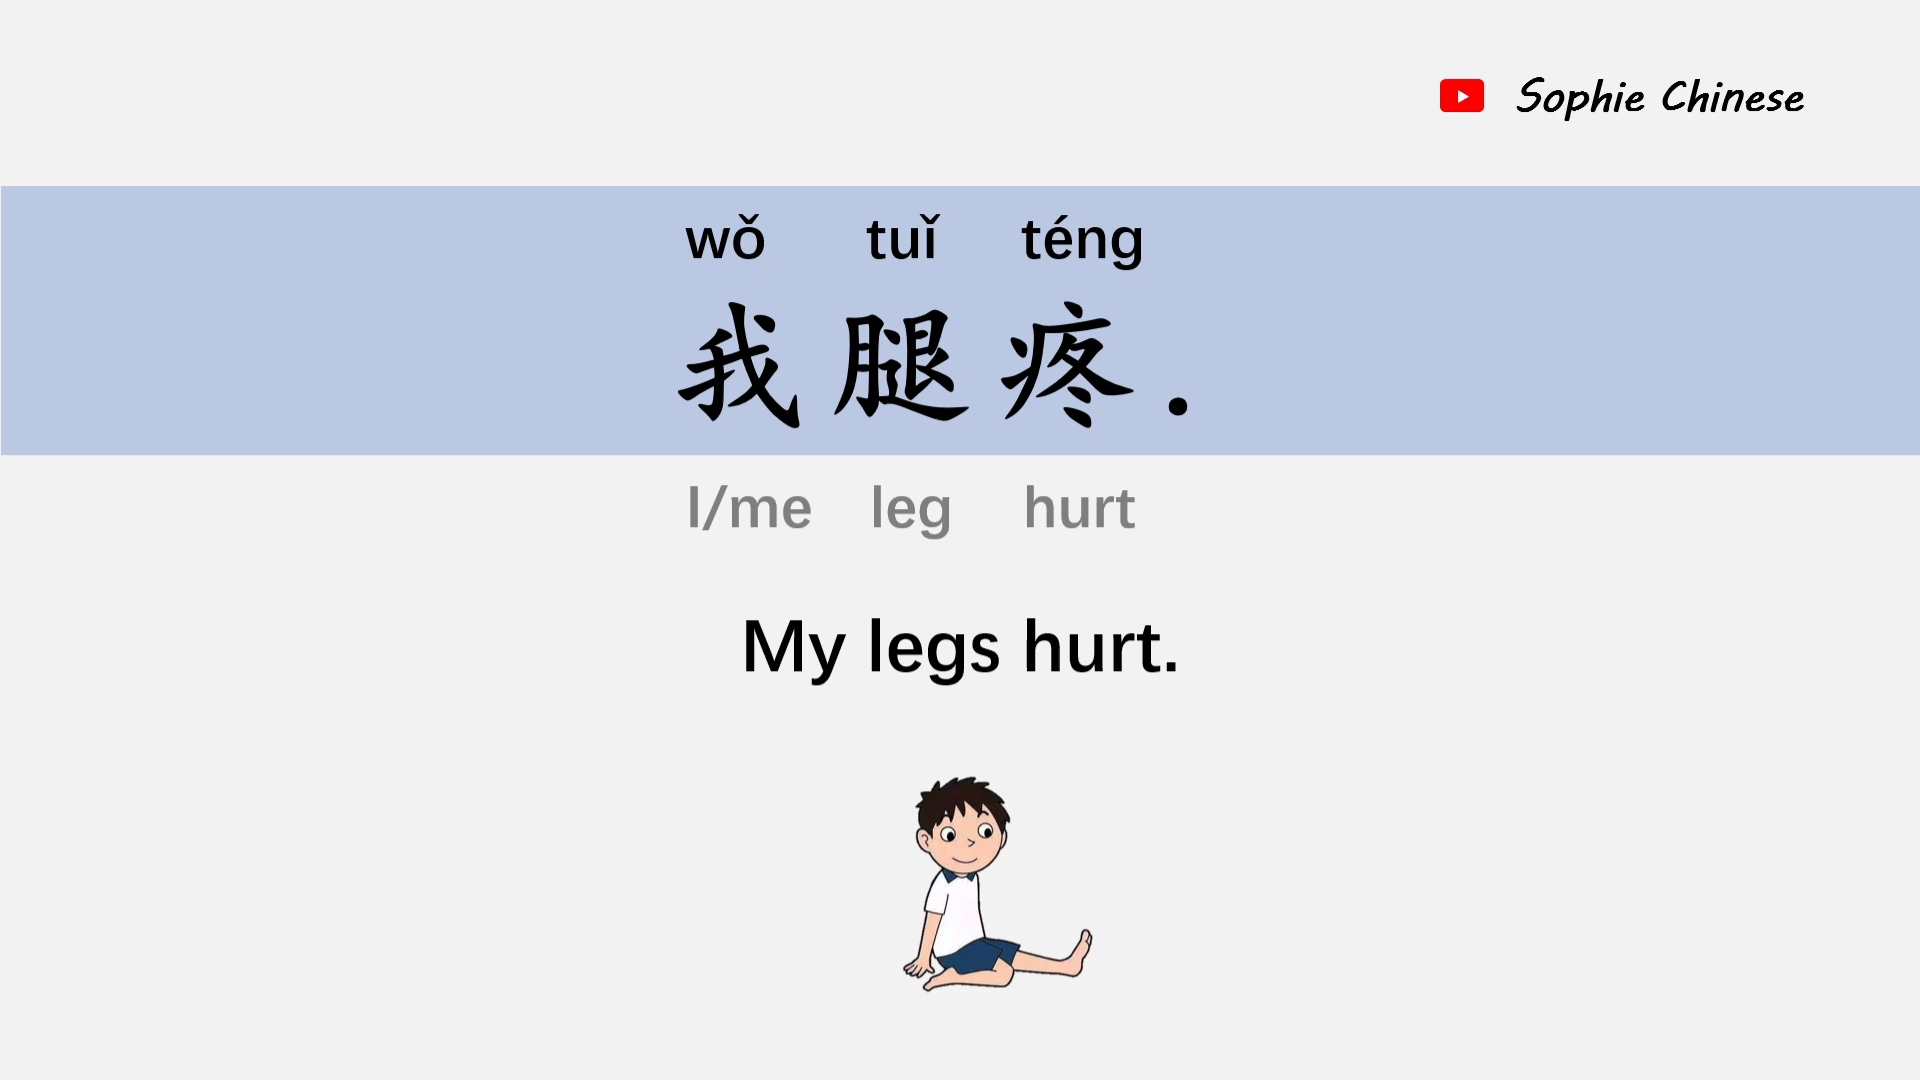 Sophie Chinese
wǒ tuǐ téng
我腿疼.
I/me leg hurt
My legs hurt.